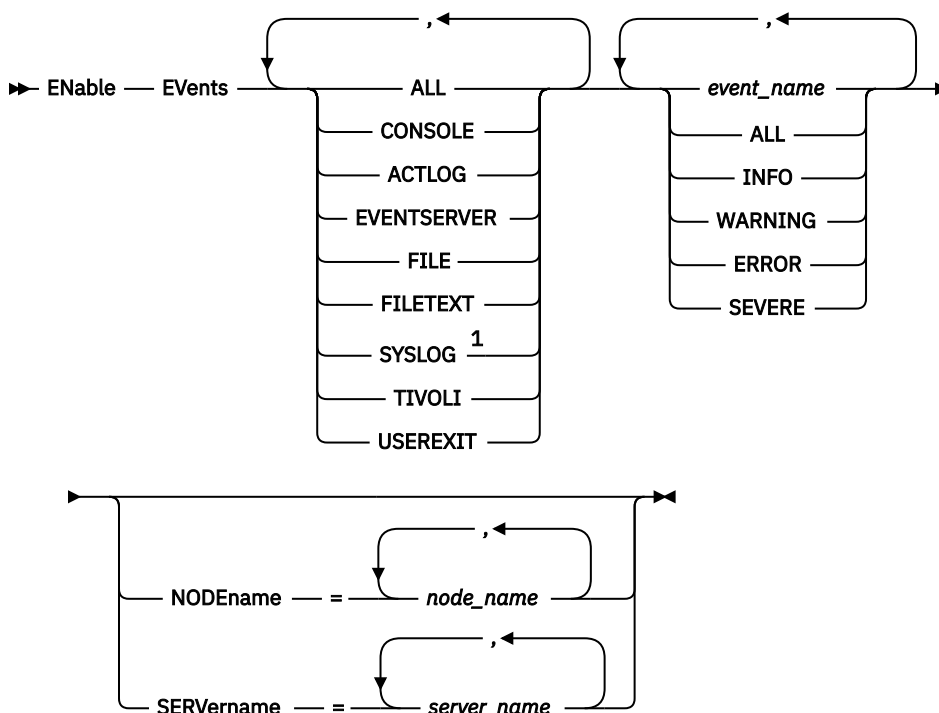 , ,
ENable EVents ALL event_name
CONSOLE ALL
ACTLOG INFO
EVENTSERVER WARNING
FILE ERROR
FILETEXT SEVERE
SYSLOG 1
TIVOLI
USEREXIT
,
NODEname = node_name
,
SERVername = server_name